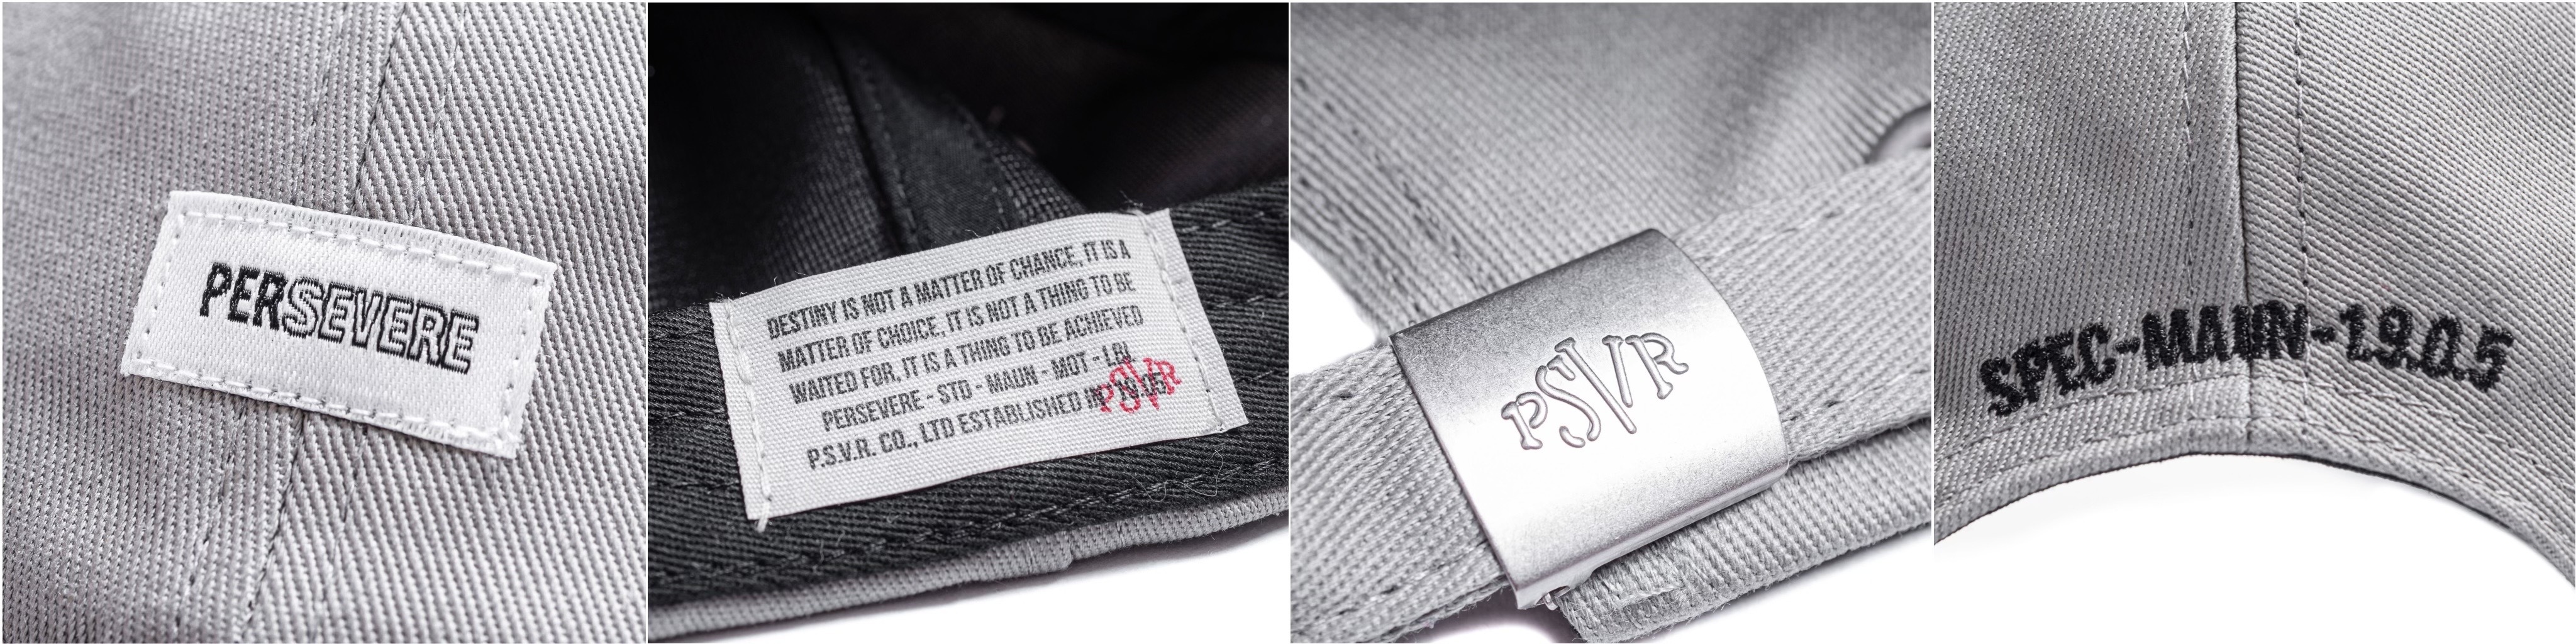 PERSEVERE
DESTINY IS NOT A MATTER OF CHANCE, IT IS A
MATTER OF CHOICE, IT IS NOT A THING TO BE
WAITED FOR, IT IS A THING TO BE ACHIEVED
PERSEVERE - STD - MAUN - MOT - LBL
P.S.V.R. CO., LTD ESTABLISHED IN
PSVR
PSVR
SPEC-MAUN-1.9.0.5